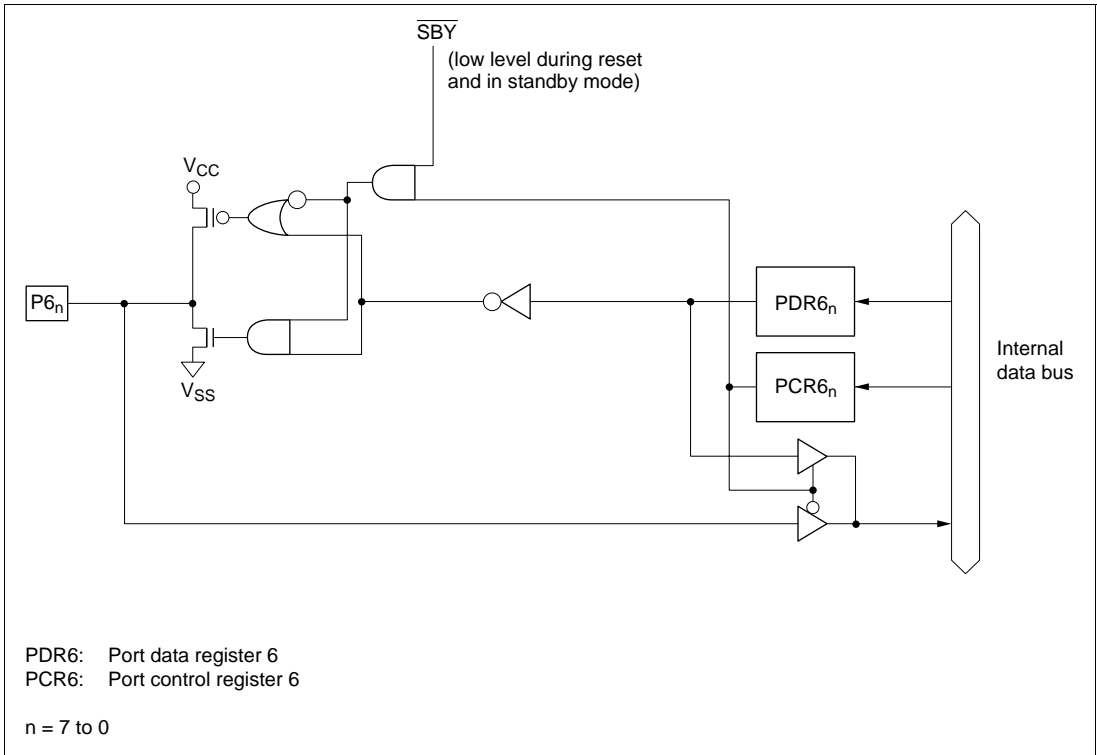 SBY
(low level during reset
and in standby mode)
VCC
P6n
VSS
PDR6n
PCR6n
Internal
data bus
PDR6: Port data register 6
PCR6: Port control register 6
n = 7 to 0